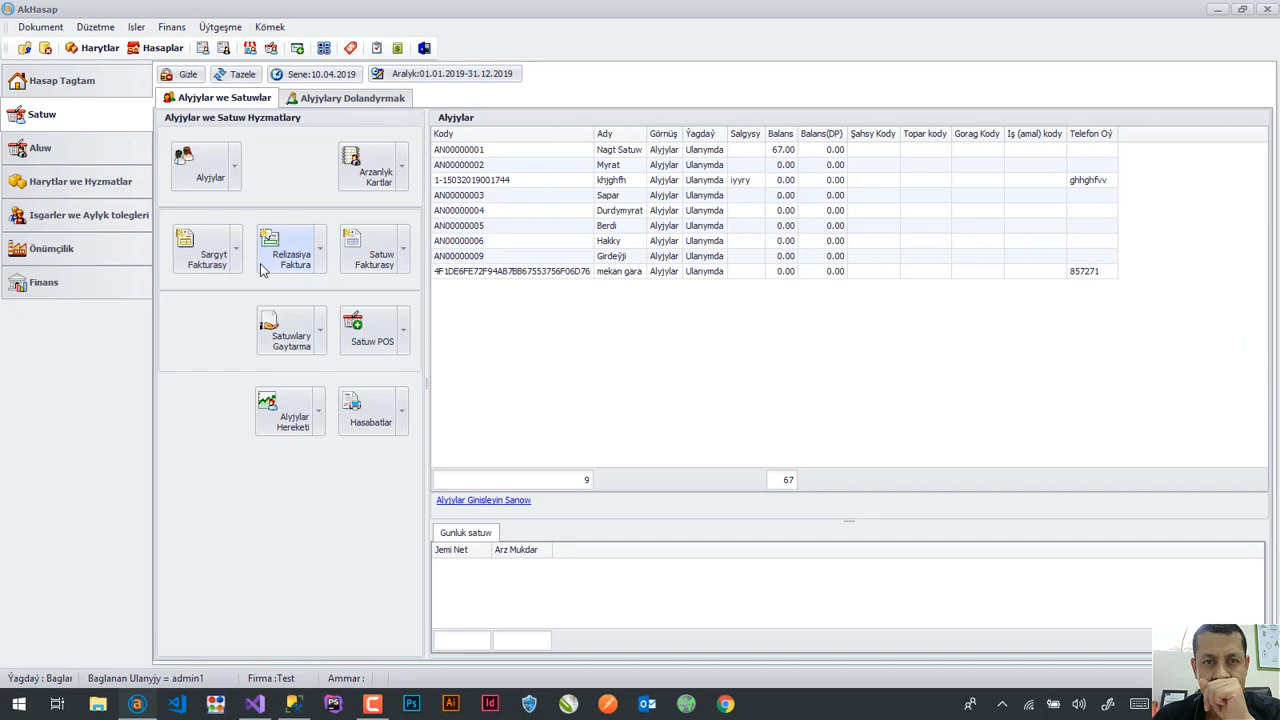 AkHasap
Dokument Düzetme Isler Finans Üýtgeşme Kömek
Harytlar Hasaplar
Hasap Tagtam
Satuw
Aluw
Harytlar we Hyzmatlar
Isgarler we Aylyk tolegleri
Önümçilik
Finans
Gizle Tazele Sene:10.04.2019 Aralyk:01.01.2019-31.12.2019
Alyjylar we Satuwlar Alyjylary Dolandyrmak
Alyjylar we Satuw Hyzmatlary
Alyjylar
Arzanlyk
Kartlar
Sargyt
Fakturasy
Relizasiya
Faktura
Satuw
Fakturasy
Satuwlary
Gaytarma
Satuw POS
Alyjylar
Hereketi
Hasabatlar
Alyjylar
Kody Ady Görnüş Ýagdaý Salgysy Balans Balans(DP) Şahsy Kody Topar kody Gorag Kody Iş (amal) kody Telefon Oý
AN00000001 Nagt Satuw Alyjylar Ulanymda 67.00 0.00
AN00000002 Myrat Alyjylar Ulanymda 0.00 0.00
1-15032019001744 khjghfh Alyjylar Ulanymda iyyry 0.00 0.00 ghhghfvv
AN00000003 Sapar Alyjylar Ulanymda 0.00 0.00
AN00000004 Durdymyrat Alyjylar Ulanymda 0.00 0.00
AN00000005 Berdi Alyjylar Ulanymda 0.00 0.00
AN00000006 Hakky Alyjylar Ulanymda 0.00 0.00
AN00000009 Girdeýji Alyjylar Ulanymda 0.00 0.00
4F1DE6FE72F94AB7BB67553756F06D76 mekan gara Alyjylar Ulanymda 0.00 0.00 857271
9 67
Alyjylar Ginisleyin Sanow
Gunluk satuw
Jemi Net Arz Mukdar
Ýagdaý : Baglar Baglanan Ulanyjy = admin1 Firma :Test Ammar :
Ps Ai Id